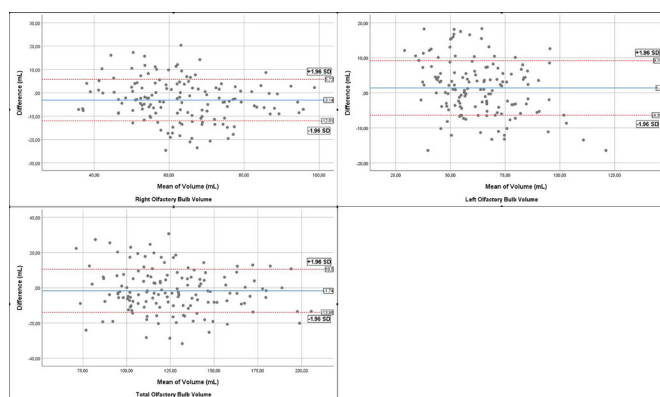 30,00
20,00
+1.96 SD
10,00
,00
-10,00
-1.96 SD
-20,00
-30,00
Difference (mL)
40,00 60,00 80,00 100,00
Mean of Volume (mL)
Right Olfactory Bulb Volume
20,00
+1.96 SD
10,00
,00
-10,00
-1.96 SD
-20,00
Difference (mL)
25,00 50,00 75,00 100,00 125,00
Mean of Volume (mL)
Left Olfactory Bulb Volume
40,00
20,00
+1.96 SD
,00
-1,74
-20,00
-1.96 SD
-40,00
Difference (mL)
75,00 100,00 125,00 150,00 175,00 200,00
Mean of Volume (mL)
Total Olfactory Bulb Volume